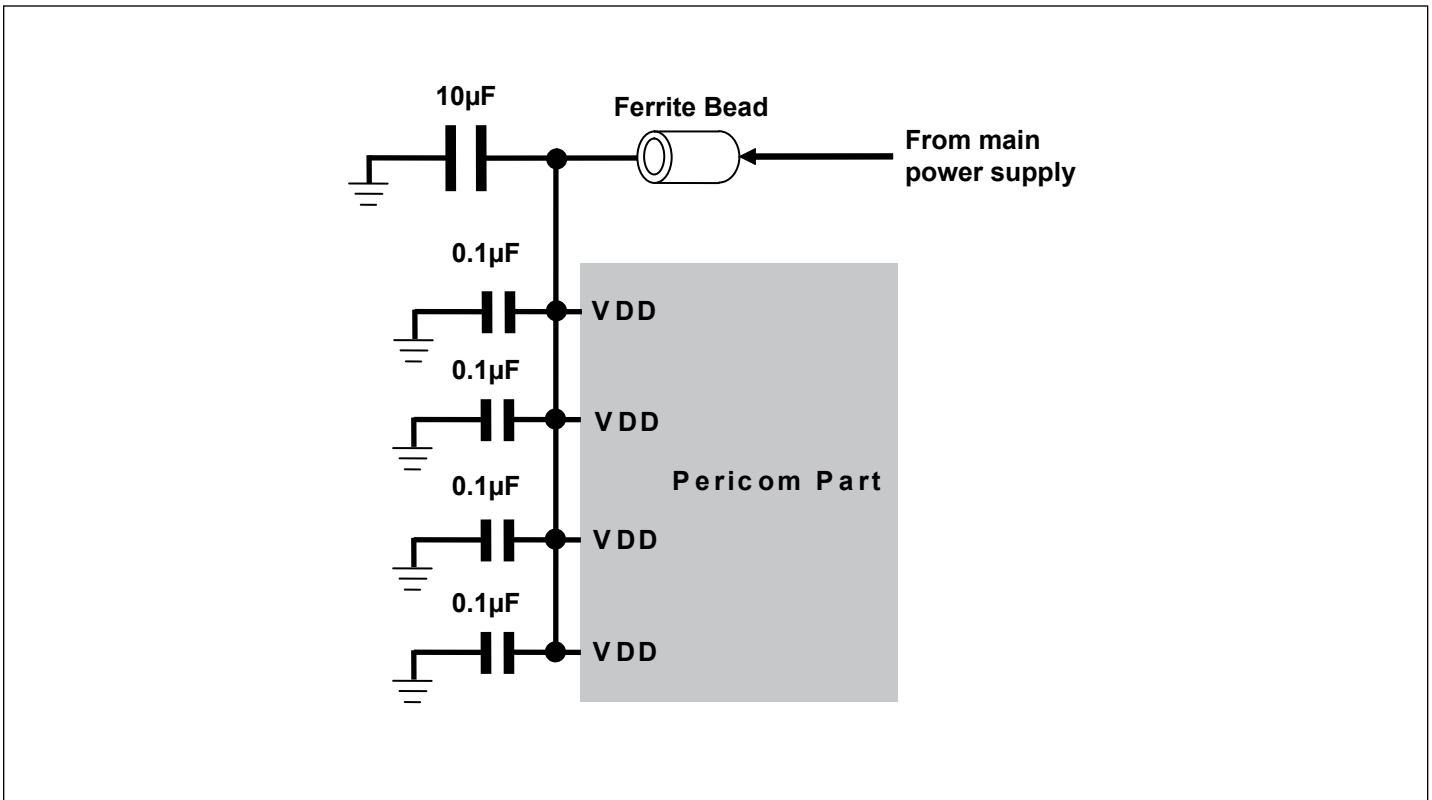 10µF
Ferrite Bead
From main
power supply
0.1µF
VDD
0.1µF
VDD
Pericom Part
0.1µF
VDD
0.1µF
VDD